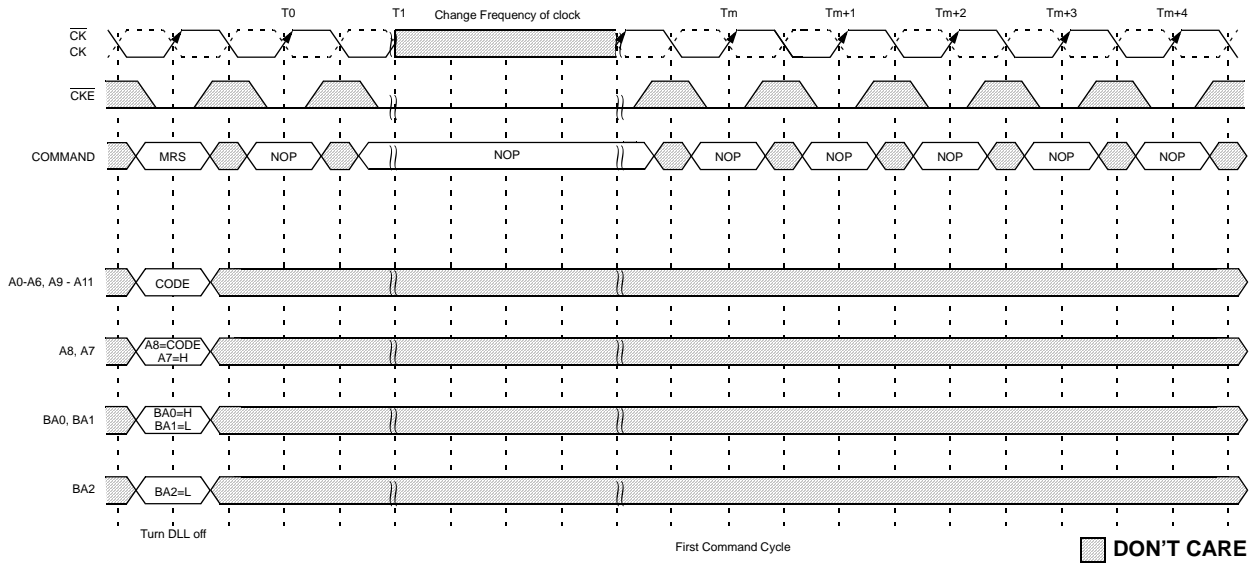 T0 T1 Change Frequency of clock Tm Tm+1 Tm+2 Tm+3 Tm+4
CK
CK
CKE
COMMAND MRS NOP NOP NOP NOP NOP NOP NOP
A0-A6, A9 - A11 CODE
A8, A7 A8=CODE
A7=H
BA0, BA1 BA0=H
BA1=L
BA2 BA2=L
Turn DLL off
First Command Cycle
DON'T CARE